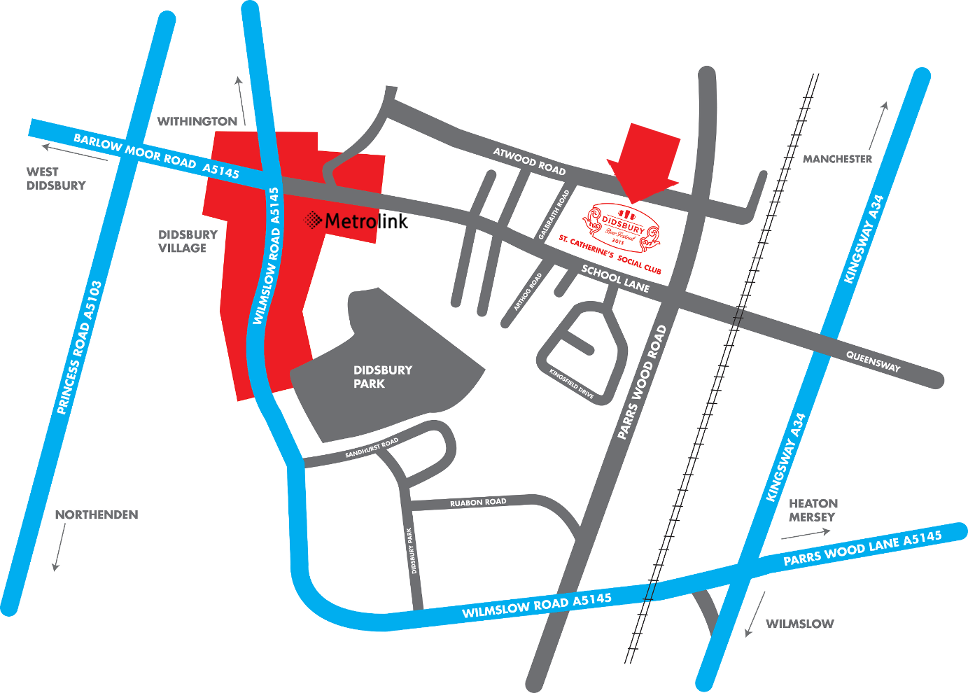 WITHINGTON
BARLOW MOOR ROAD A5145
WEST
DIDSBURY
DIDSBURY
VILLAGE
Metrolink
WILMSLOW ROAD A5145
PRINCESS ROAD A5103
NORTHENDEN
ATWOOD ROAD
GALBRAITH ROAD
DIDSBURY
Beer Festival
2015
ST. CATHERINE'S SOCIAL CLUB
SCHOOL LANE
ARTHOG ROAD
KINGSFIELD DRIVE
DIDSBURY
PARK
SANDHURST ROAD
RUABON ROAD
DIDSBURY PARK
PARRS WOOD ROAD
MANCHESTER
KINGSWAY A34
QUEENSWAY
KINGSWAY A34
HEATON
MERSEY
PARRS WOOD LANE A5145
WILMSLOW ROAD A5145
WILMSLOW